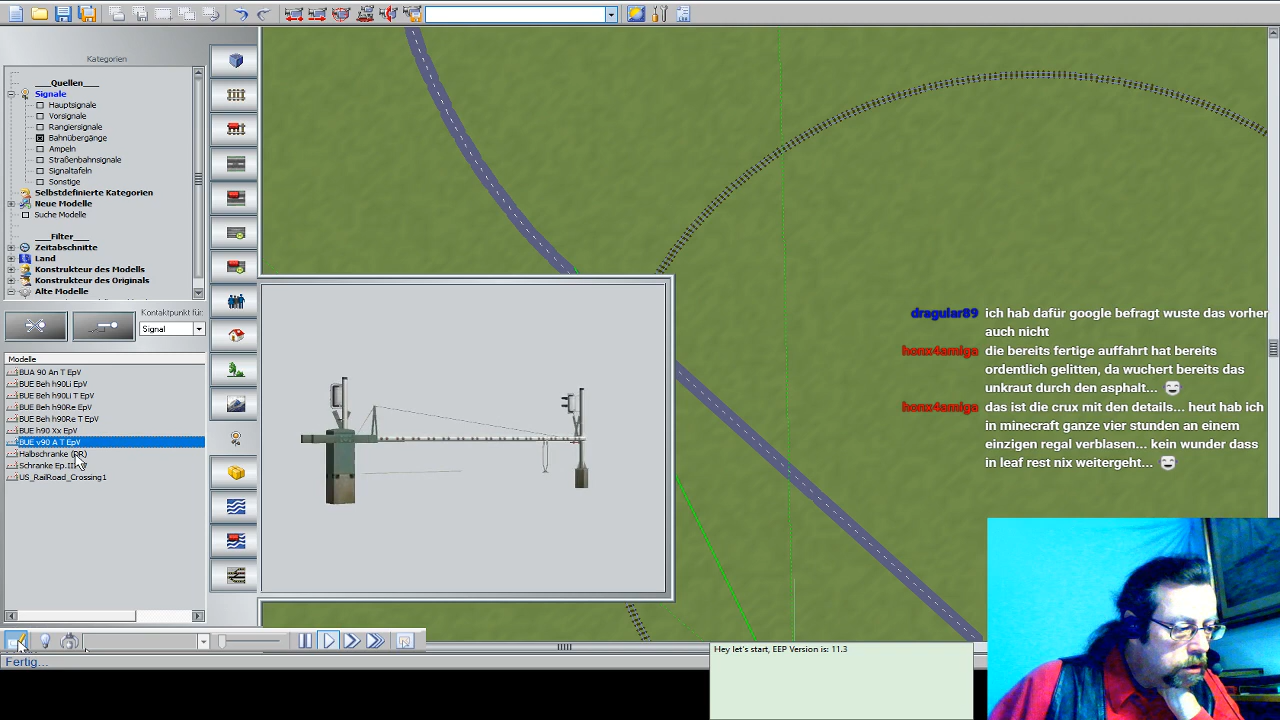 Kategorien
___Quellen___
Signale
Hauptsignale
Vorsignale
Rangiersignale
Bahnübergänge
Ampeln
Straßenbahnsignale
Signaltafeln
Sonstige
Selbstdefinierte Kategorien
Neue Modelle
Suche Modelle
___Filter___
Zeitabschnitte
Land
Konstrukteur des Modells
Konstrukteur des Originals
Alte Modelle
Kontaktpunkt für:
Signal
Modelle
BUA 90 An T EpV
BUE Beh h90Li EpV
BUE Beh h90Li T EpV
BUE Beh h90Re EpV
BUE Beh h90Re T EpV
BUE h90 Xx EpV
BUE v90 A T EpV
Halbschranke
Schranke Ep.III
US_RailRoad_Crossing1
Fertig...
dragular89 ich hab dafür google befragt wuste das vorher
auch nicht
honx4amiga die bereits fertige auffahrt hat bereits
ordentlich gelitten, da wuchert bereits das
unkraut durch den asphalt...
honx4amiga das ist die crux mit den details... heut hab ich
in minecraft ganze vier stunden an einem
einzigen regal verblasen... kein wunder dass
in leaf rest nix weitergeht...
Hey let's start, EEP Version is: 11.3